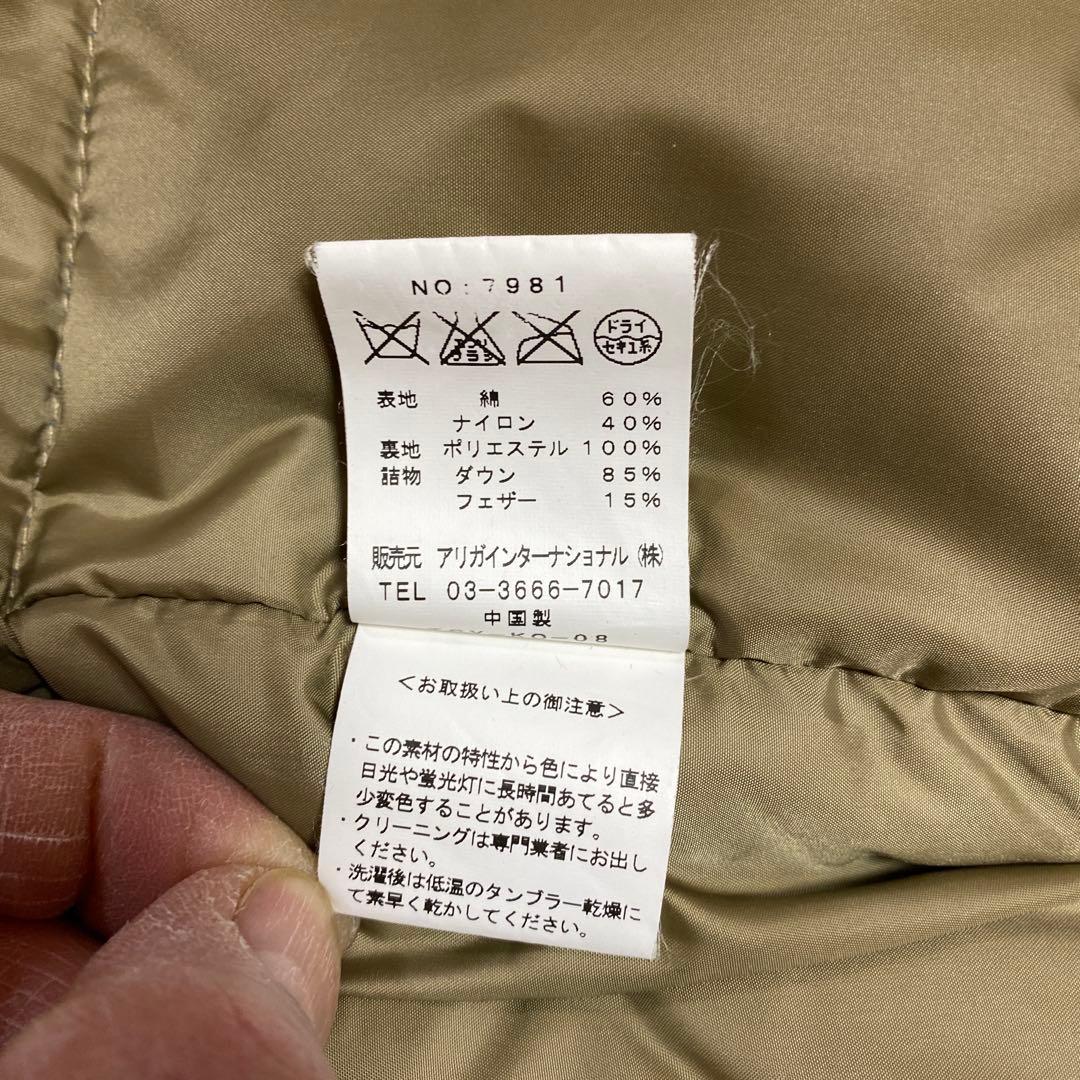 NO:7981
エンソ
サラシ
ドライ
セキユ系
表地 綿 60%
ナイロン 40%
裏地 ポリエステル 100%
詰物 ダウン 85%
フェザー 15%
販売元 アリガインターナショナル(株)
TEL 03-3666-7017
中国製
KO-08
<お取扱い上の御注意>
・この素材の特性から色により直接
日光や蛍光灯に長時間あてると多
少変色することがあります。
・クリーニングは専門業者にお出し
ください。
・洗濯後は低温のタンブラー乾燥に
て素早く乾かしてください。